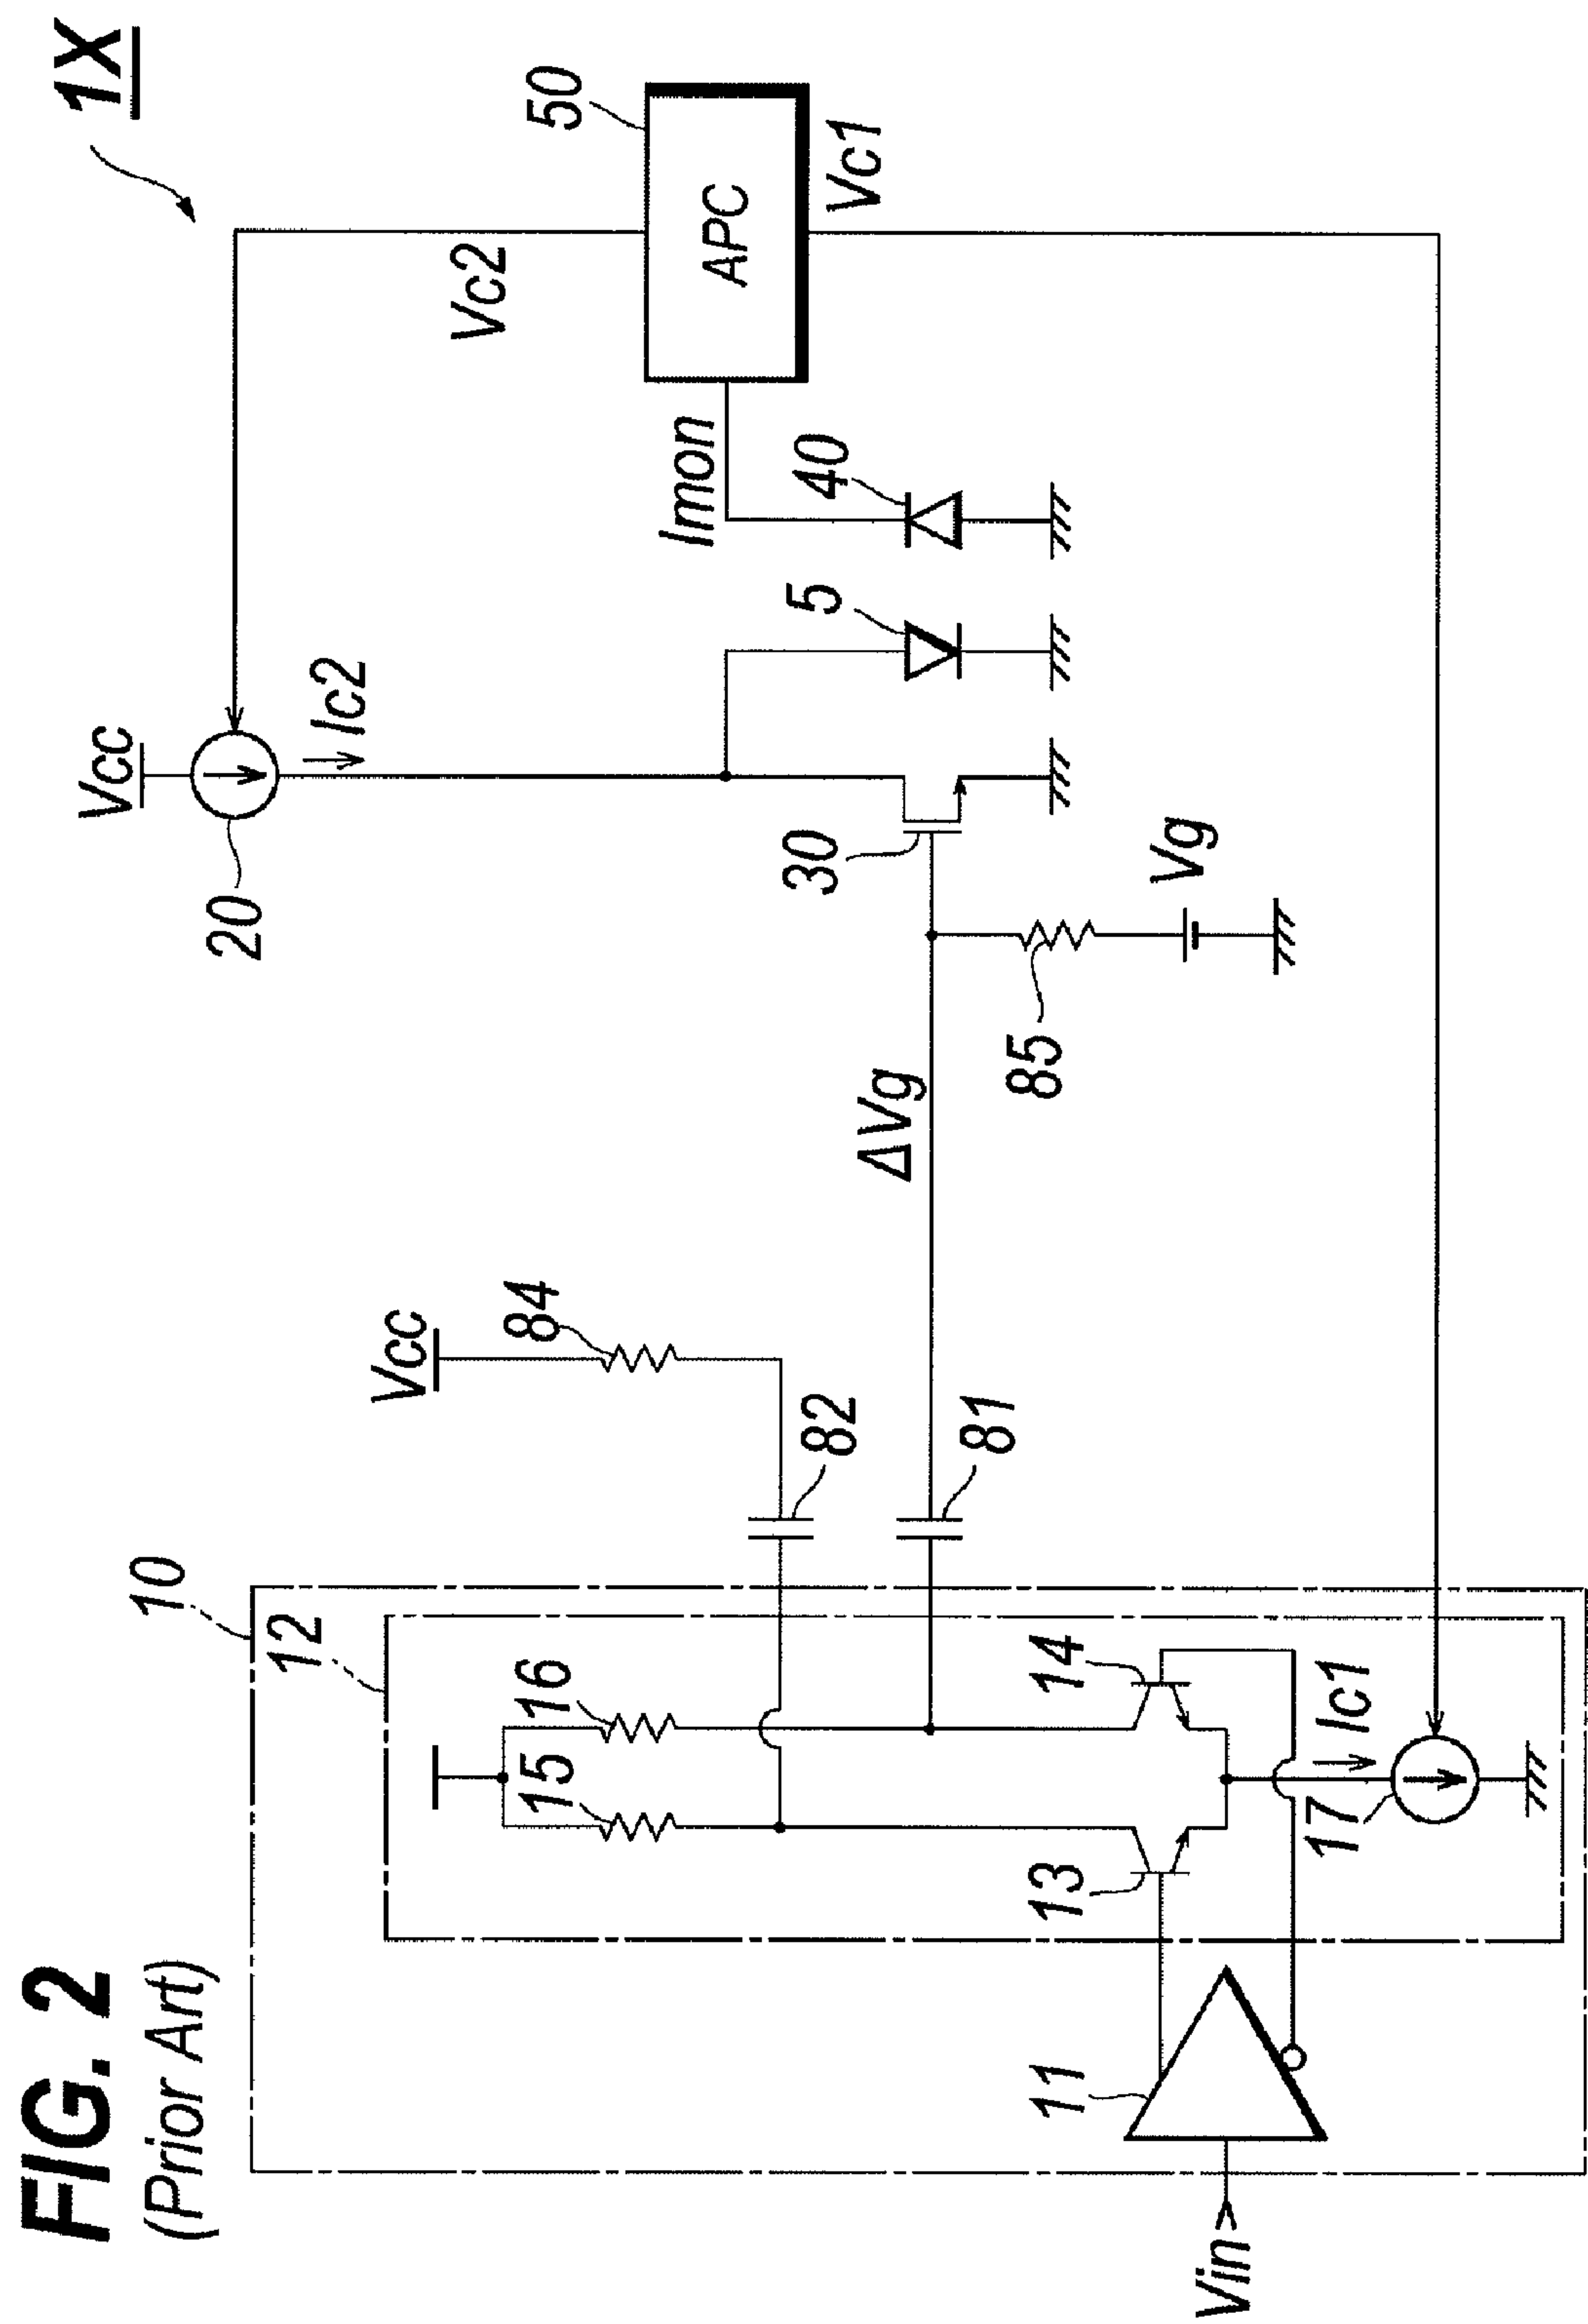 FIG. 2
(Prior Art)
1X
10
12
Vcc
84
Vcc
20
Ic2
Vc2
50
APC
Vc1
Imon
40
5
30
Vg
85
ΔVg
82
81
16
15
14
13
Ic1
17
11
Vin